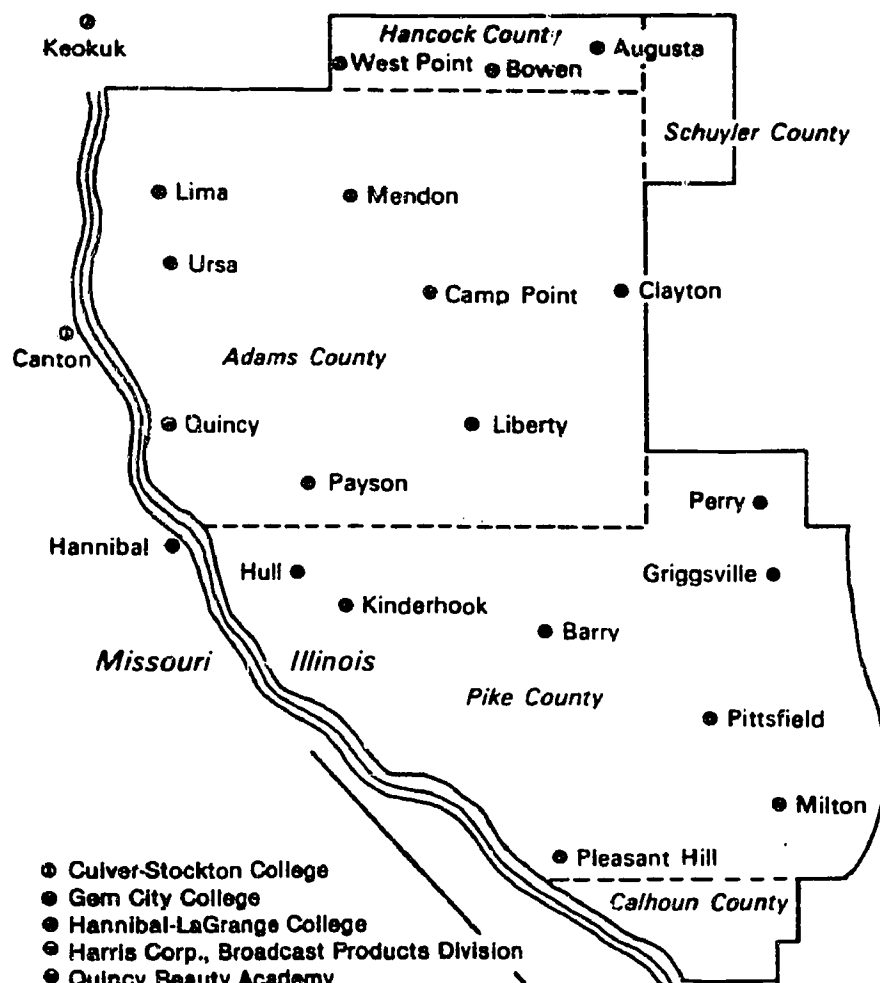 Keokuk
Hancock County
Augusta
West Point
Bowen
Schuyler County
Lima
Mendon
Ursa
Camp Point
Clayton
Canton
Adams County
Quincy
Liberty
Payson
Perry
Hannibal
Hull
Griggsville
Kinderhook
Barry
Missouri
Illinois
Pike County
Pittsfield
Milton
Pleasant Hill
Calhoun County
Culver-Stockton College
Gem City College
Hannibal-LaGrange College
Harris Corp., Broadcast Products Division
Quincy Beauty Academy